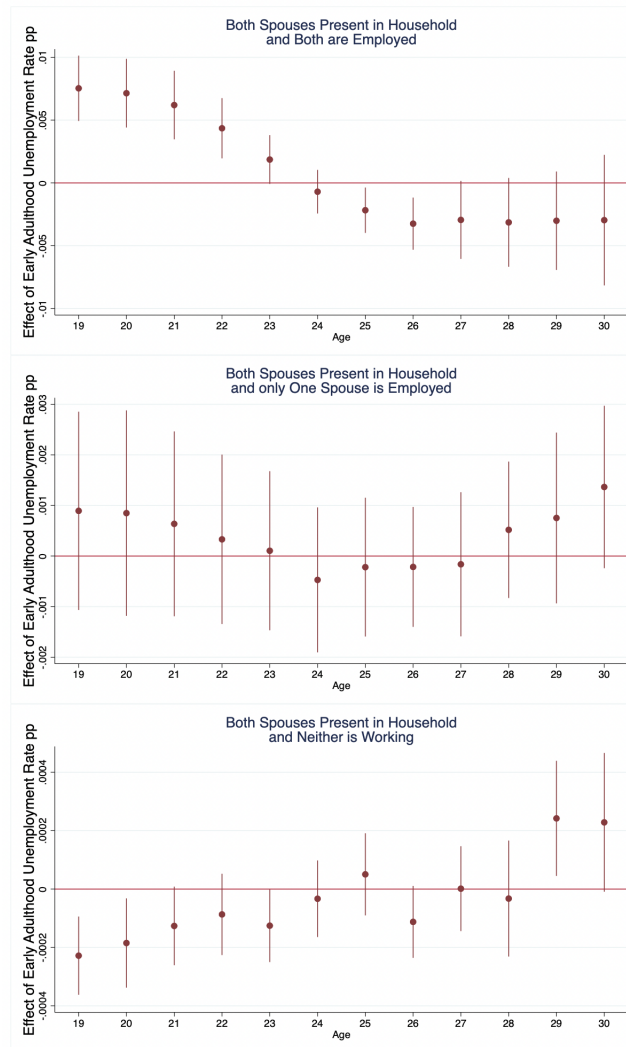 Both Spouses Present in Household
and Both are Employed
Effect of Early Adulthood Unemployment Rate pp
.01
.005
0
-.005
-.01
19 20 21 22 23 24 25 26 27 28 29 30
Age
Both Spouses Present in Household
and only One Spouse is Employed
Effect of Early Adulthood Unemployment Rate pp
.003
.002
.001
0
-.001
-.002
19 20 21 22 23 24 25 26 27 28 29 30
Age
Both Spouses Present in Household
and Neither is Working
Effect of Early Adulthood Unemployment Rate pp
.0004
.0002
0
-.0002
-.0004
19 20 21 22 23 24 25 26 27 28 29 30
Age